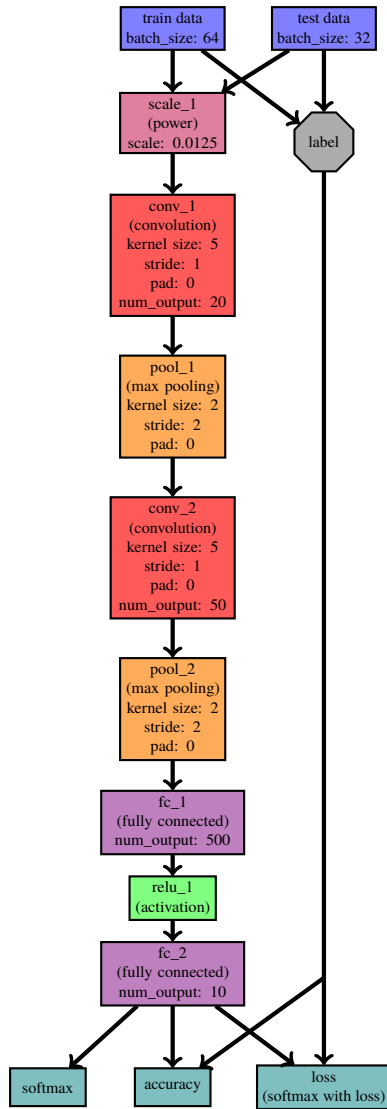 train data
batch_size: 64
test data
batch_size: 32
scale_1
(power)
scale: 0.0125
label
conv_1
(convolution)
kernel size: 5
stride: 1
pad: 0
num_output: 20
pool_1
(max pooling)
kernel size: 2
stride: 2
pad: 0
conv_2
(convolution)
kernel size: 5
stride: 1
pad: 0
num_output: 50
pool_2
(max pooling)
kernel size: 2
stride: 2
pad: 0
fc_1
(fully connected)
num_output: 500
relu_1
(activation)
fc_2
(fully connected)
num_output: 10
softmax
accuracy
loss
(softmax with loss)